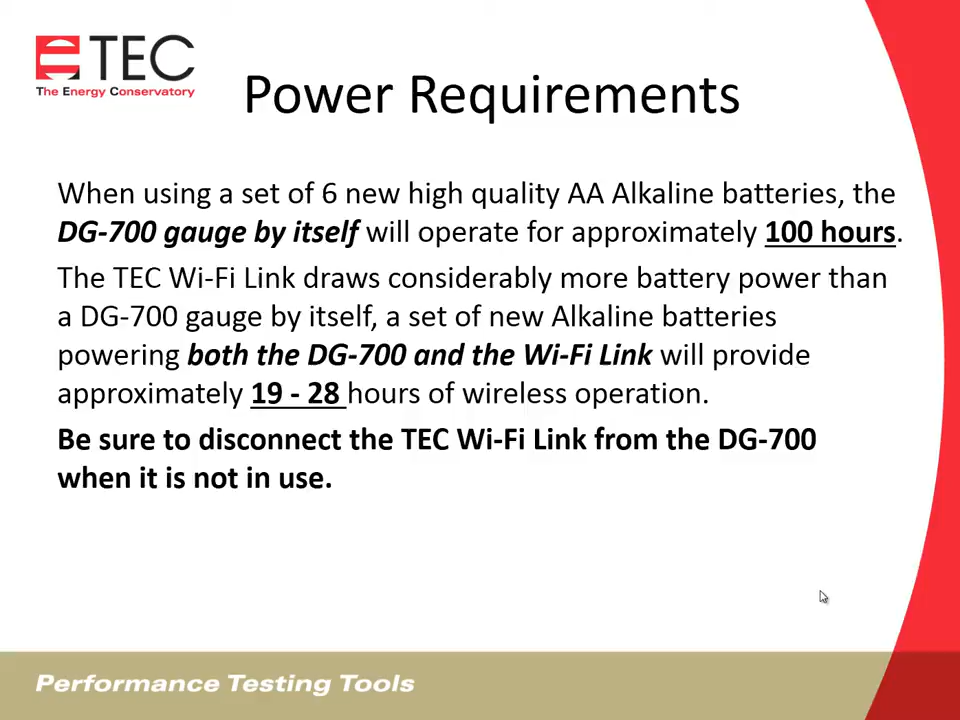 TEC
The Energy Conservatory
Power Requirements
When using a set of 6 new high quality AA Alkaline batteries, the
DG-700 gauge by itself will operate for approximately 100 hours.
The TEC Wi-Fi Link draws considerably more battery power than
a DG-700 gauge by itself, a set of new Alkaline batteries
powering both the DG-700 and the Wi-Fi Link will provide
approximately 19 - 28 hours of wireless operation.
Be sure to disconnect the TEC Wi-Fi Link from the DG-700
when it is not in use.
Performance Testing Tools